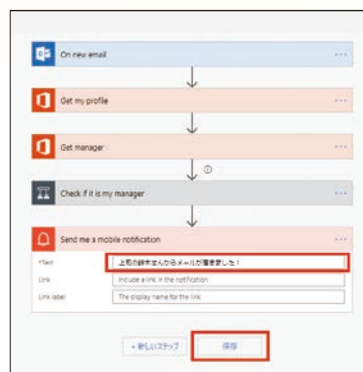 On new email
Get my profile
Get manager
Check if it is my manager
Send me a mobile notification
*Text
上司の鈴木さんからメールが届きました！
Link
Include a link in the notification
Link label
The display name for the link
+ 新しいステップ
保存